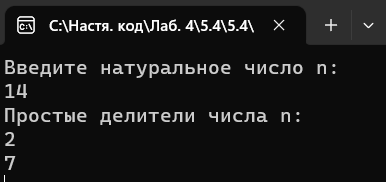 C:\Настя. код\Лаб. 4\5.4\5.4\
Введите натуральное число n:
14
Простые делители числа n:
2
7